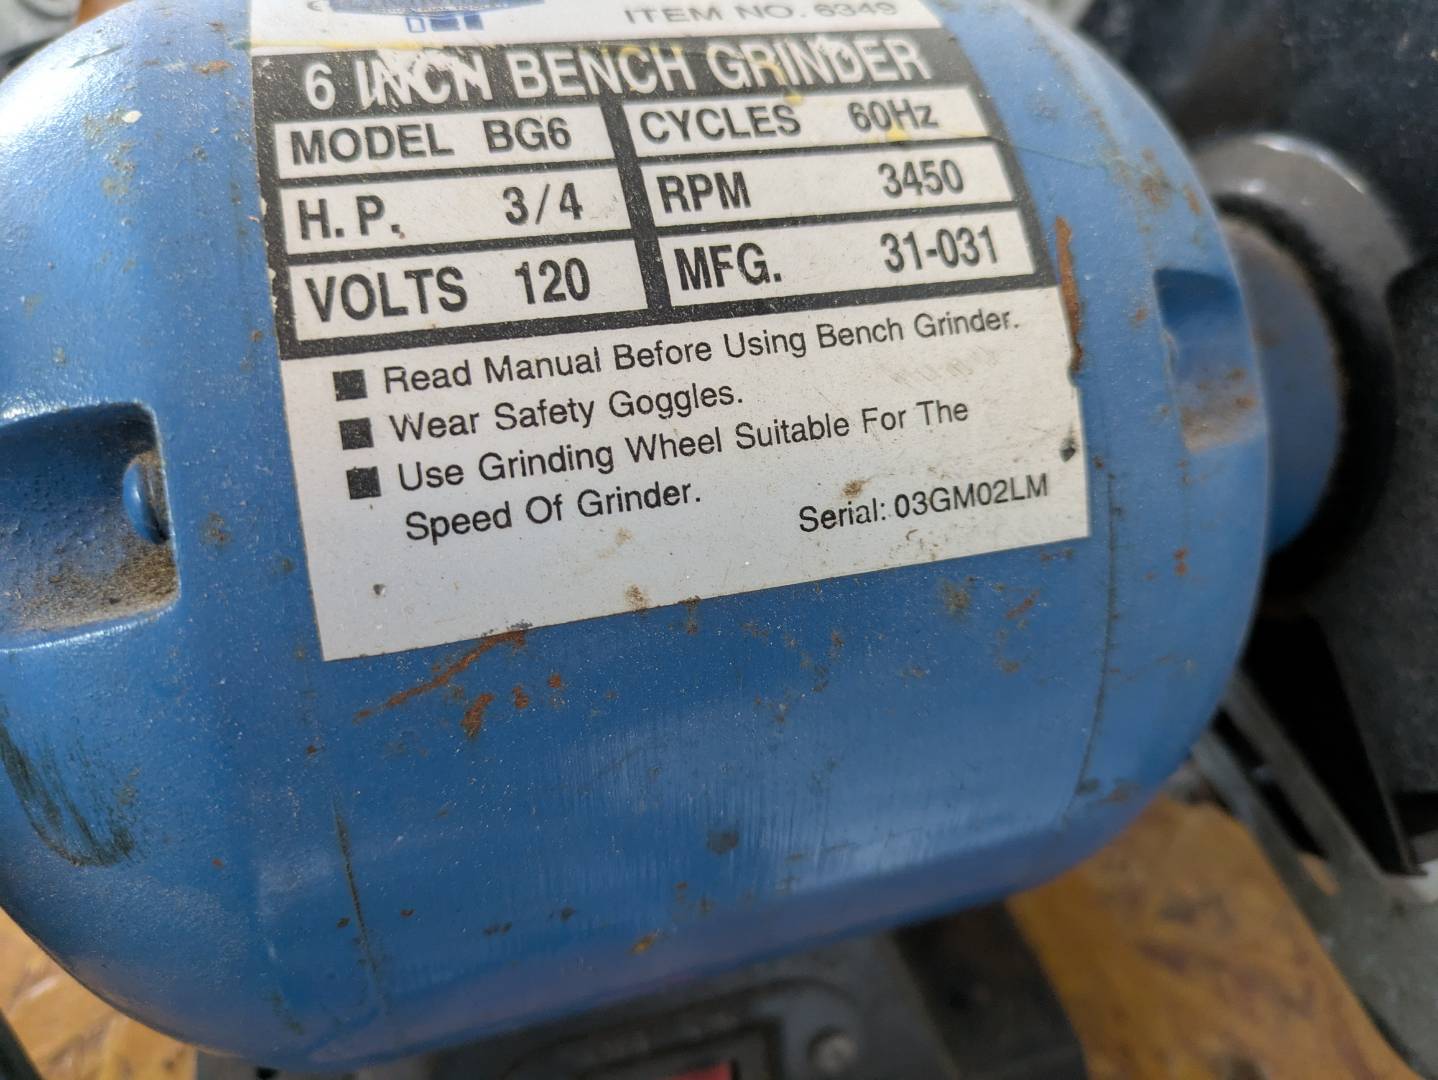 ITEM NO. 6349
6 INCH BENCH GRINDER
MODEL BG6
CYCLES 60Hz
H.P. 3/4
RPM 3450
VOLTS 120
MFG. 31-031
■ Read Manual Before Using Bench Grinder.
■ Wear Safety Goggles.
■ Use Grinding Wheel Suitable For The
Speed Of Grinder.
Serial: 03GM02LM